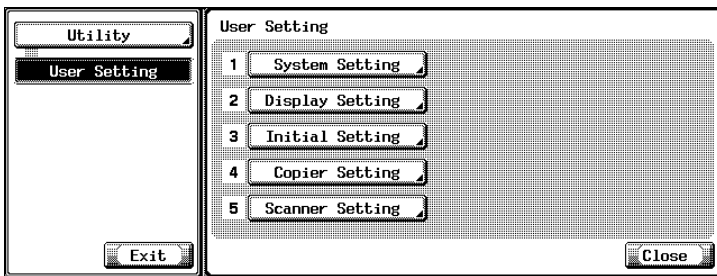 Utility
User Setting
Exit
User Setting
1 System Setting
2 Display Setting
3 Initial Setting
4 Copier Setting
5 Scanner Setting
Close